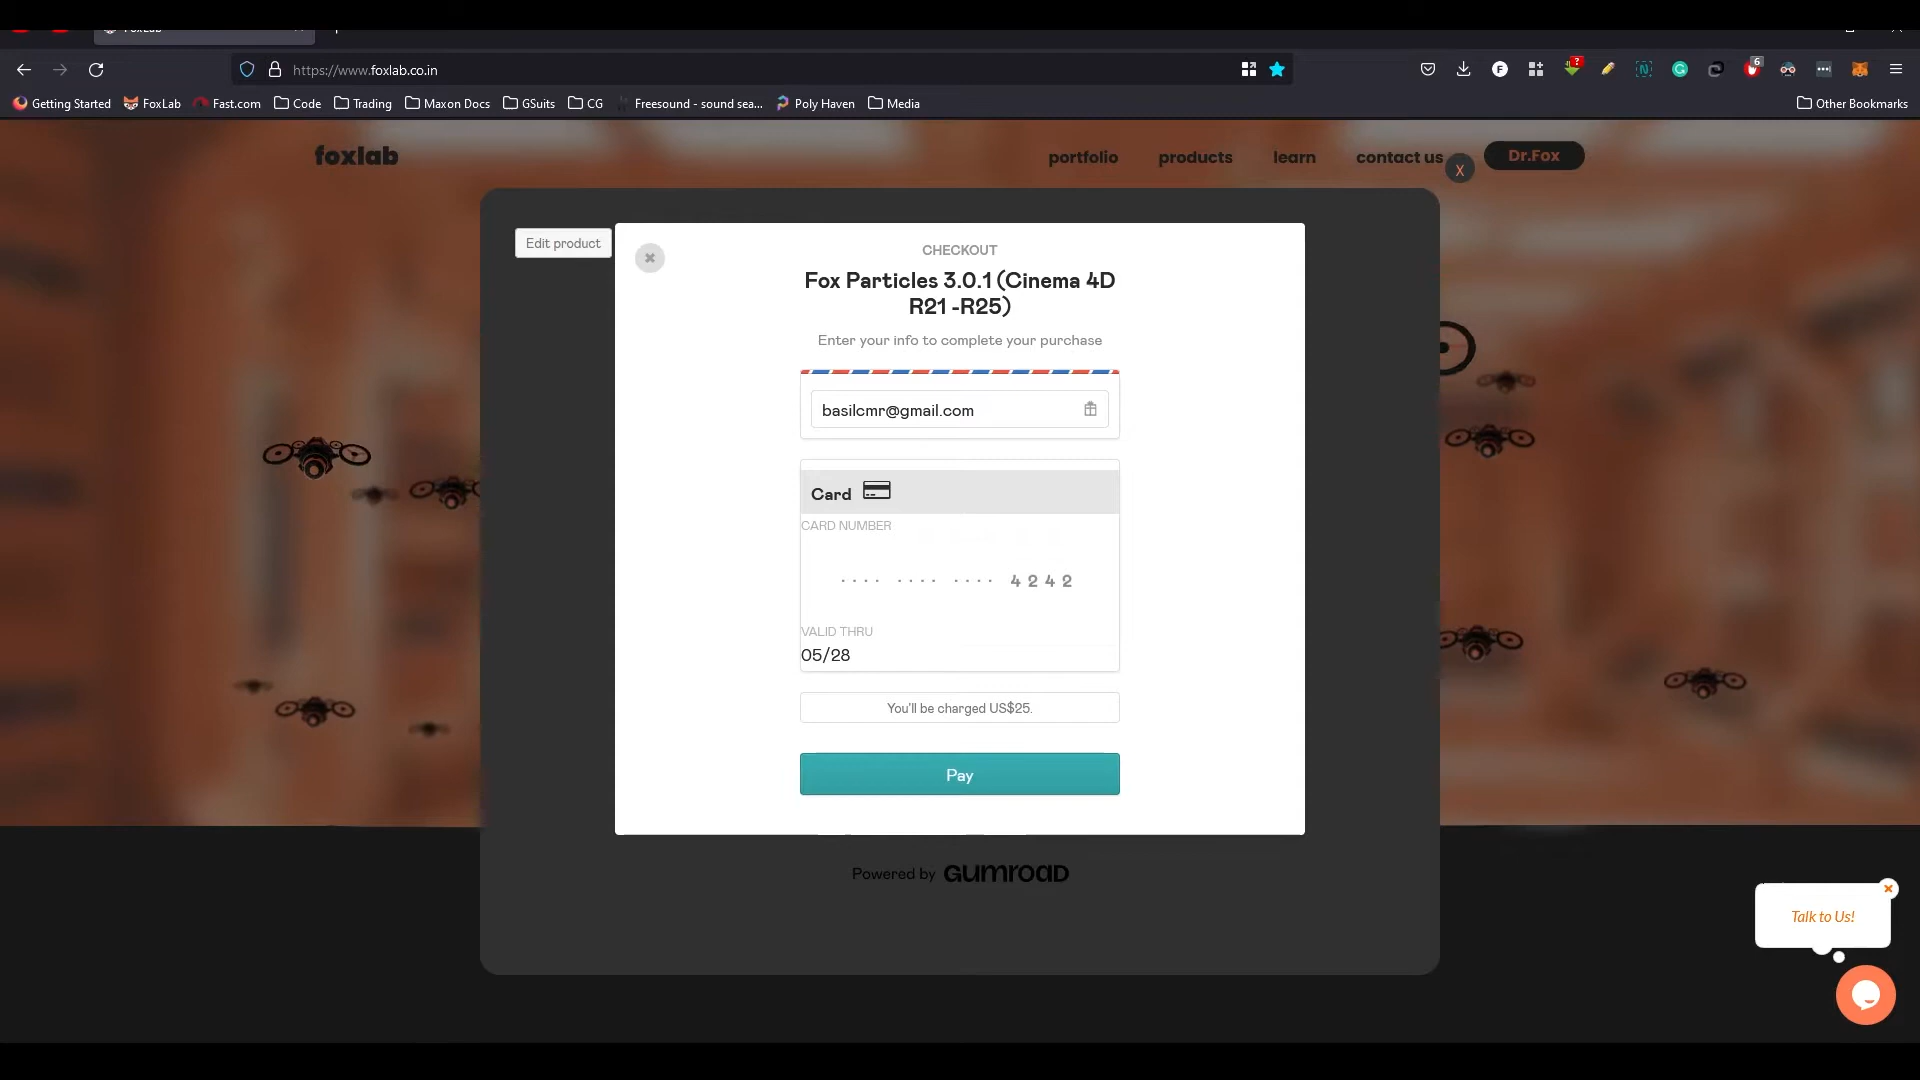 FoxLab
https://www.foxlab.co.in
6
Getting Started FoxLab Fast.com Code Trading Maxon Docs GSuits CG Freesound - sound sea... Poly Haven Media Other Bookmarks
foxlab portfolio products learn contact us Dr.Fox
X
Edit product
CHECKOUT
Fox Particles 3.0.1 (Cinema 4D
R21 -R25)
Enter your info to complete your purchase
basilcmr@gmail.com
Card
CARD NUMBER
···· ···· ···· 4242
VALID THRU
05/28
You'll be charged US$25.
Pay
Powered by GUMROAD
Talk to Us!